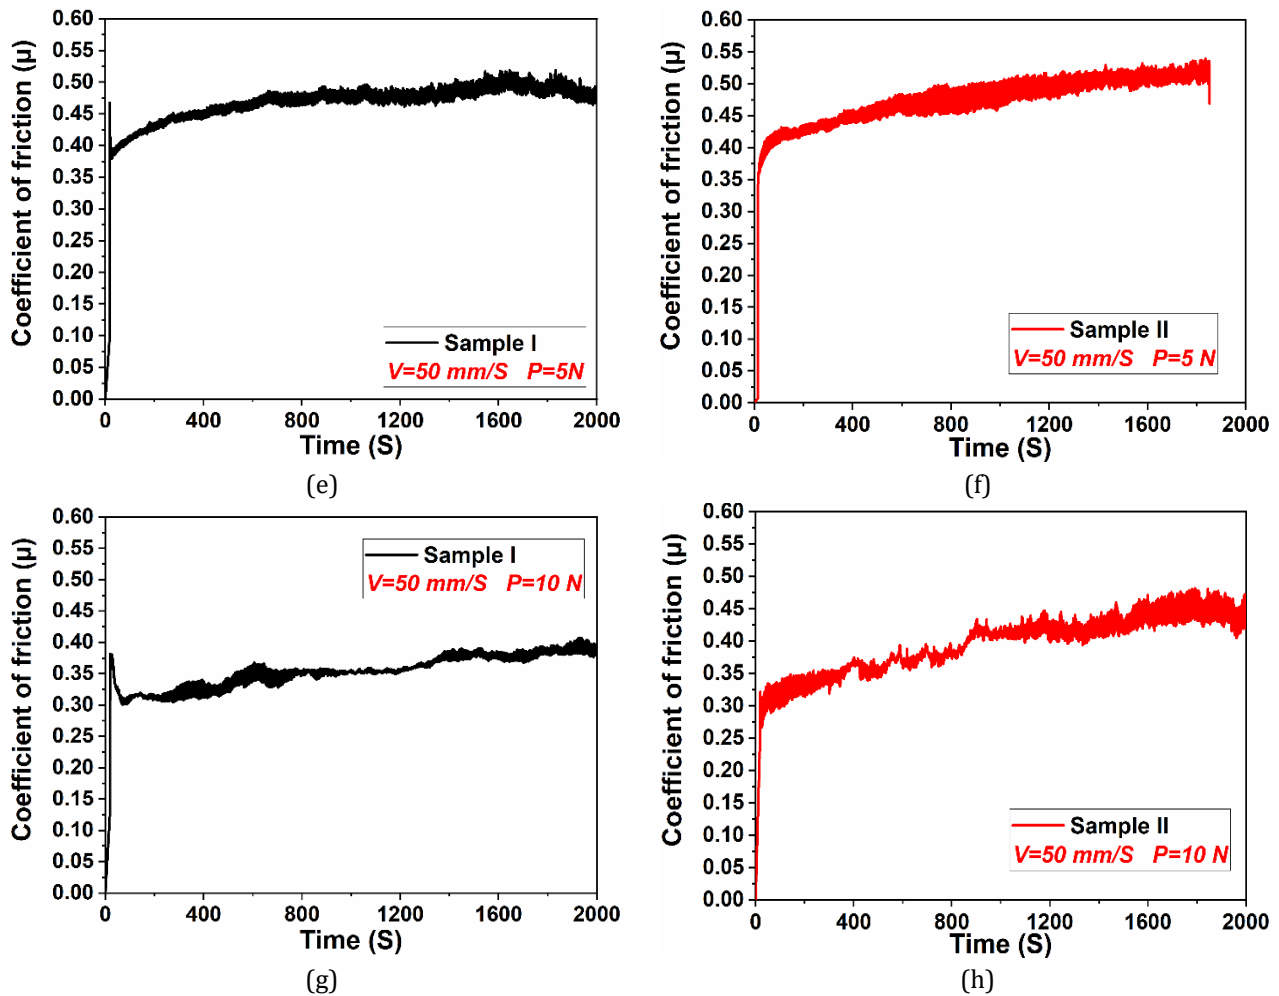 0.60
0.55
0.50
0.45
0.40
0.35
0.30
0.25
0.20
0.15
0.10
0.05
0.00
Coefficient of friction (μ)
Sample I
V=50 mm/S P=5N
0 400 800 1200 1600 2000
Time (S)
(e)
0.60
0.55
0.50
0.45
0.40
0.35
0.30
0.25
0.20
0.15
0.10
0.05
0.00
Coefficient of friction (μ)
Sample II
V=50 mm/S P=5 N
0 400 800 1200 1600 2000
Time (S)
(f)
0.60
0.55
0.50
0.45
0.40
0.35
0.30
0.25
0.20
0.15
0.10
0.05
0.00
Coefficient of friction (μ)
Sample I
V=50 mm/S P=10 N
0 400 800 1200 1600 2000
Time (S)
(g)
0.60
0.55
0.50
0.45
0.40
0.35
0.30
0.25
0.20
0.15
0.10
0.05
0.00
Coefficient of friction (μ)
Sample II
V=50 mm/S P=10 N
0 400 800 1200 1600 2000
Time (S)
(h)